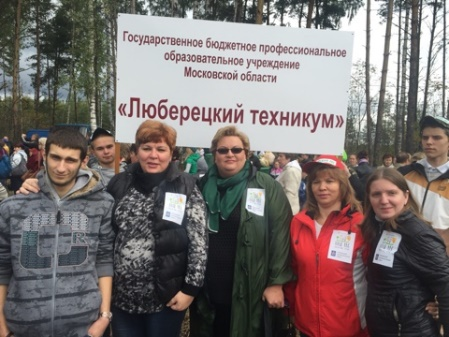 Государственное бюджетное профессиональное
образовательное учреждение
Московской области
«Люберецкий техникум»